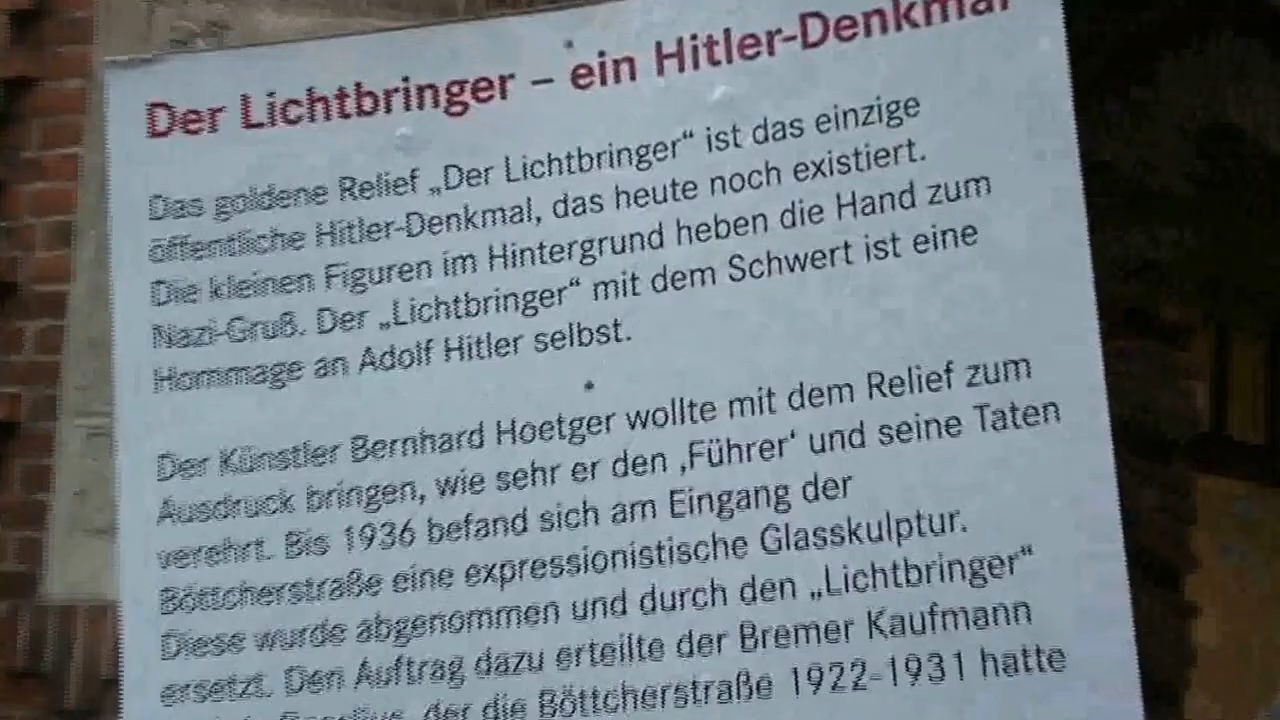 Der Lichtbringer – ein Hitler-Denkmal
Das goldene Relief „Der Lichtbringer“ ist das einzige
öffentliche Hitler-Denkmal, das heute noch existiert.
Die kleinen Figuren im Hintergrund heben die Hand zum
Nazi-Gruß. Der „Lichtbringer“ mit dem Schwert ist eine
Hommage an Adolf Hitler selbst.
Der Künstler Bernhard Hoetger wollte mit dem Relief zum
Ausdruck bringen, wie sehr er den ‚Führer‘ und seine Taten
verehrt. Bis 1936 befand sich am Eingang der
Böttcherstraße eine expressionistische Glasskulptur.
Diese wurde abgenommen und durch den „Lichtbringer“
ersetzt. Den Auftrag dazu erteilte der Bremer Kaufmann
der die Böttcherstraße 1922-1931 hatte